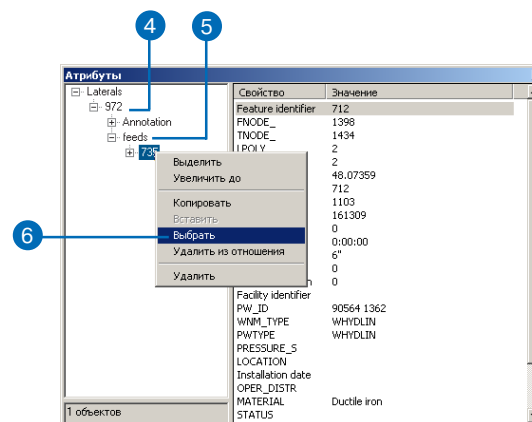 4 5
Атрибуты
Laterals
972
Annotation
feeds
735
1 объектов
Свойство Значение
Feature identifier 712
FNODE_ 1398
TNODE_ 1434
LPOLY 2
2
48.07359
712
1103
161309
0
0:00:00
6"
0
0
Facility identifier
PW_ID 90564 1362
WNM_TYPE WHYDLIN
PWTYPE WHYDLIN
PRESSURE_S
LOCATION
Installation date
OPER_DISTR
MATERIAL Ductile iron
STATUS
Выделить
Увеличить до
Копировать
Вставить
6 Выбрать
Удалить из отношения
Удалить